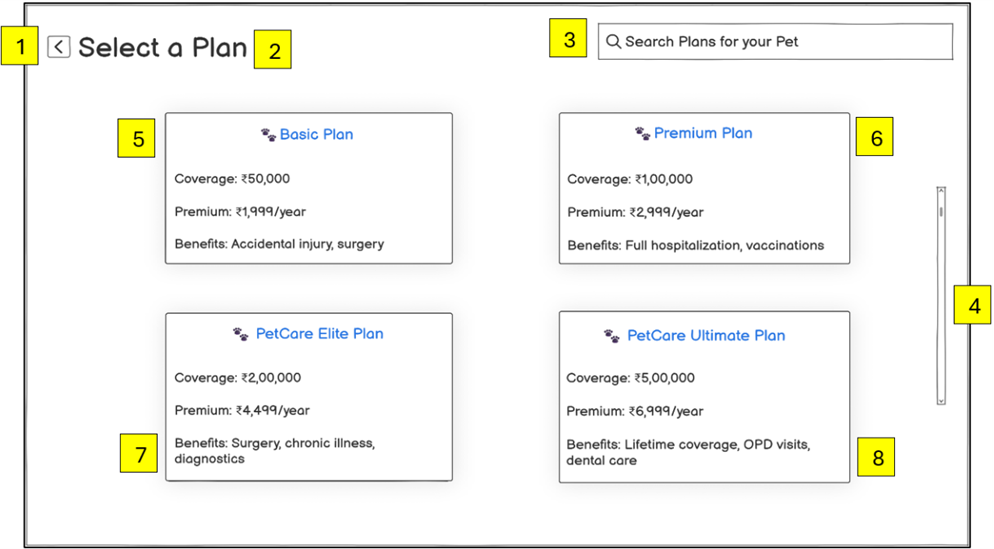 1
Select a Plan
2
3
Search Plans for your Pet
5
Basic Plan
Coverage: ₹50,000
Premium: ₹1,999/year
Benefits: Accidental injury, surgery
Premium Plan
6
Coverage: ₹1,00,000
Premium: ₹2,999/year
Benefits: Full hospitalization, vaccinations
4
PetCare Elite Plan
Coverage: ₹2,00,000
Premium: ₹4,499/year
Benefits: Surgery, chronic illness,
diagnostics
7
PetCare Ultimate Plan
Coverage: ₹5,00,000
Premium: ₹6,999/year
Benefits: Lifetime coverage, OPD visits,
dental care
8